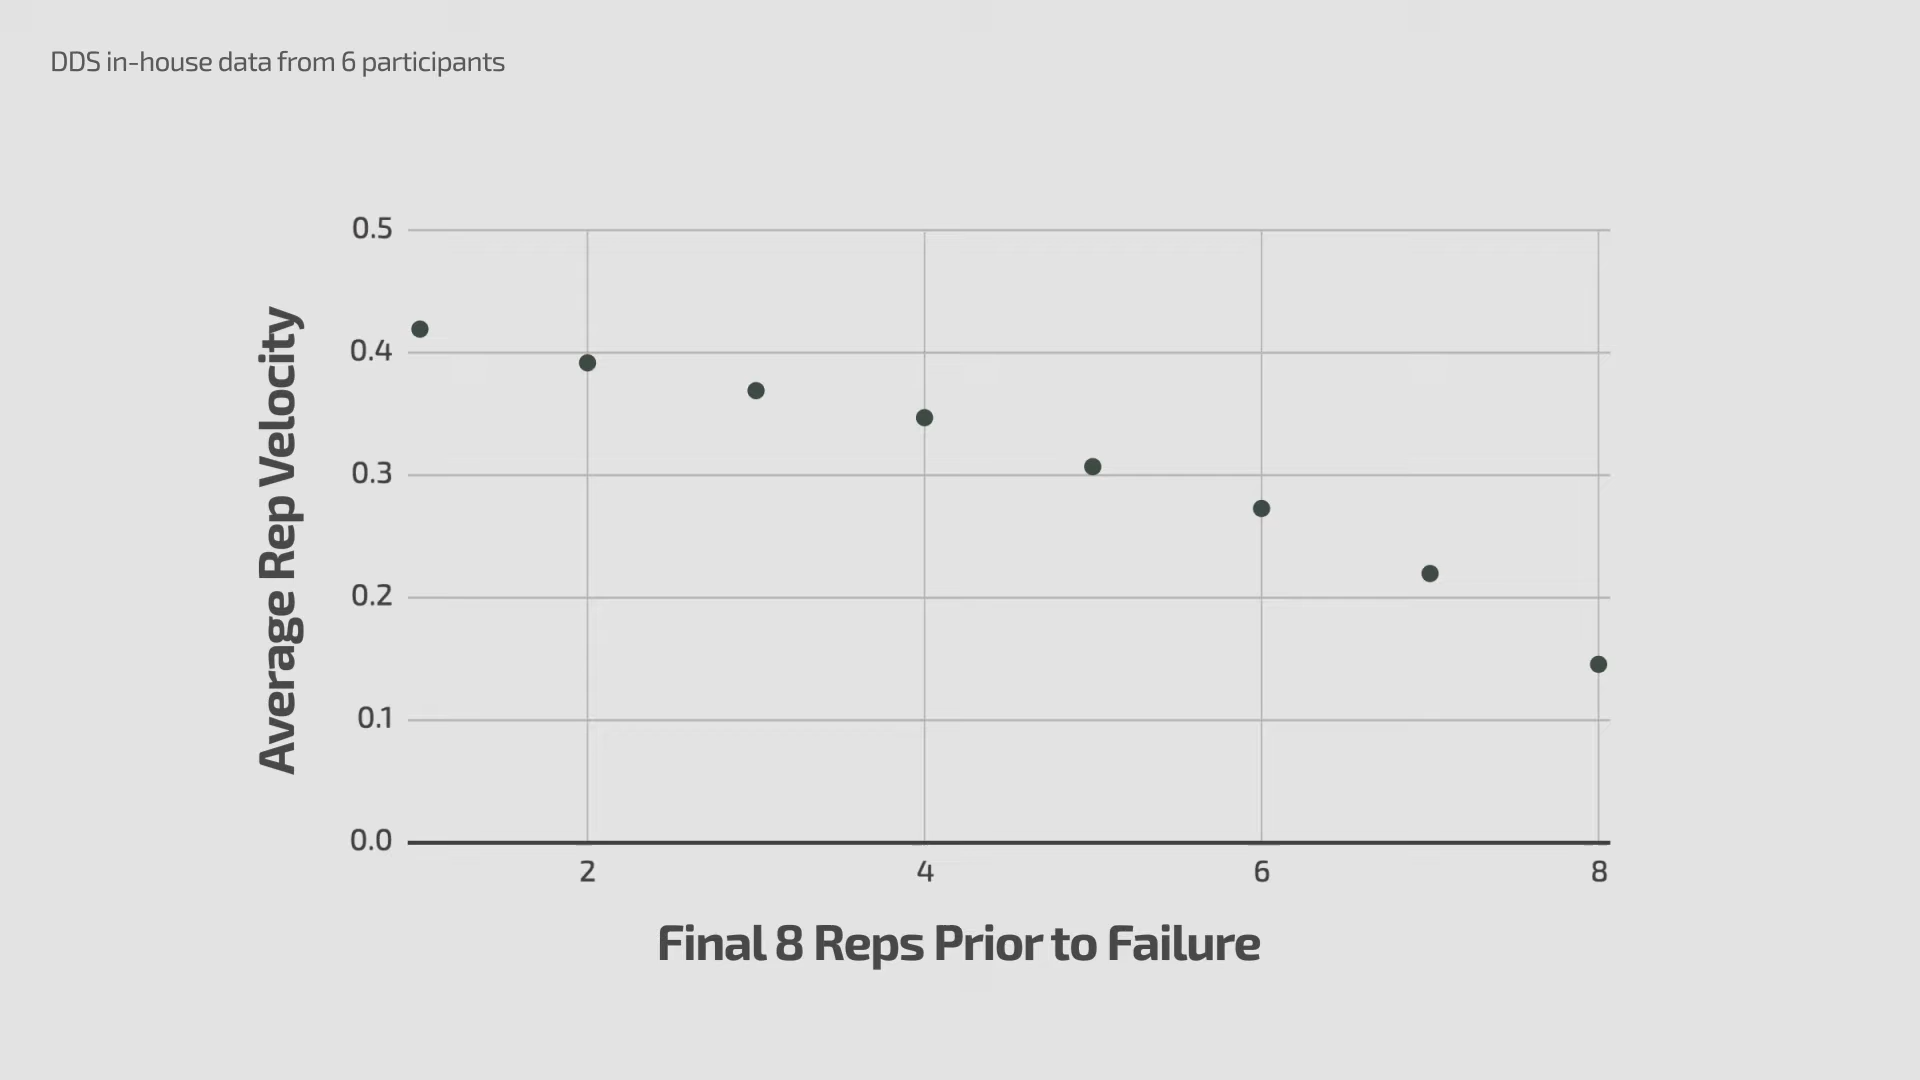 DDS in-house data from 6 participants
0.5
0.4
0.3
0.2
0.1
0.0
Average Rep Velocity
2 4 6 8
Final 8 Reps Prior to Failure